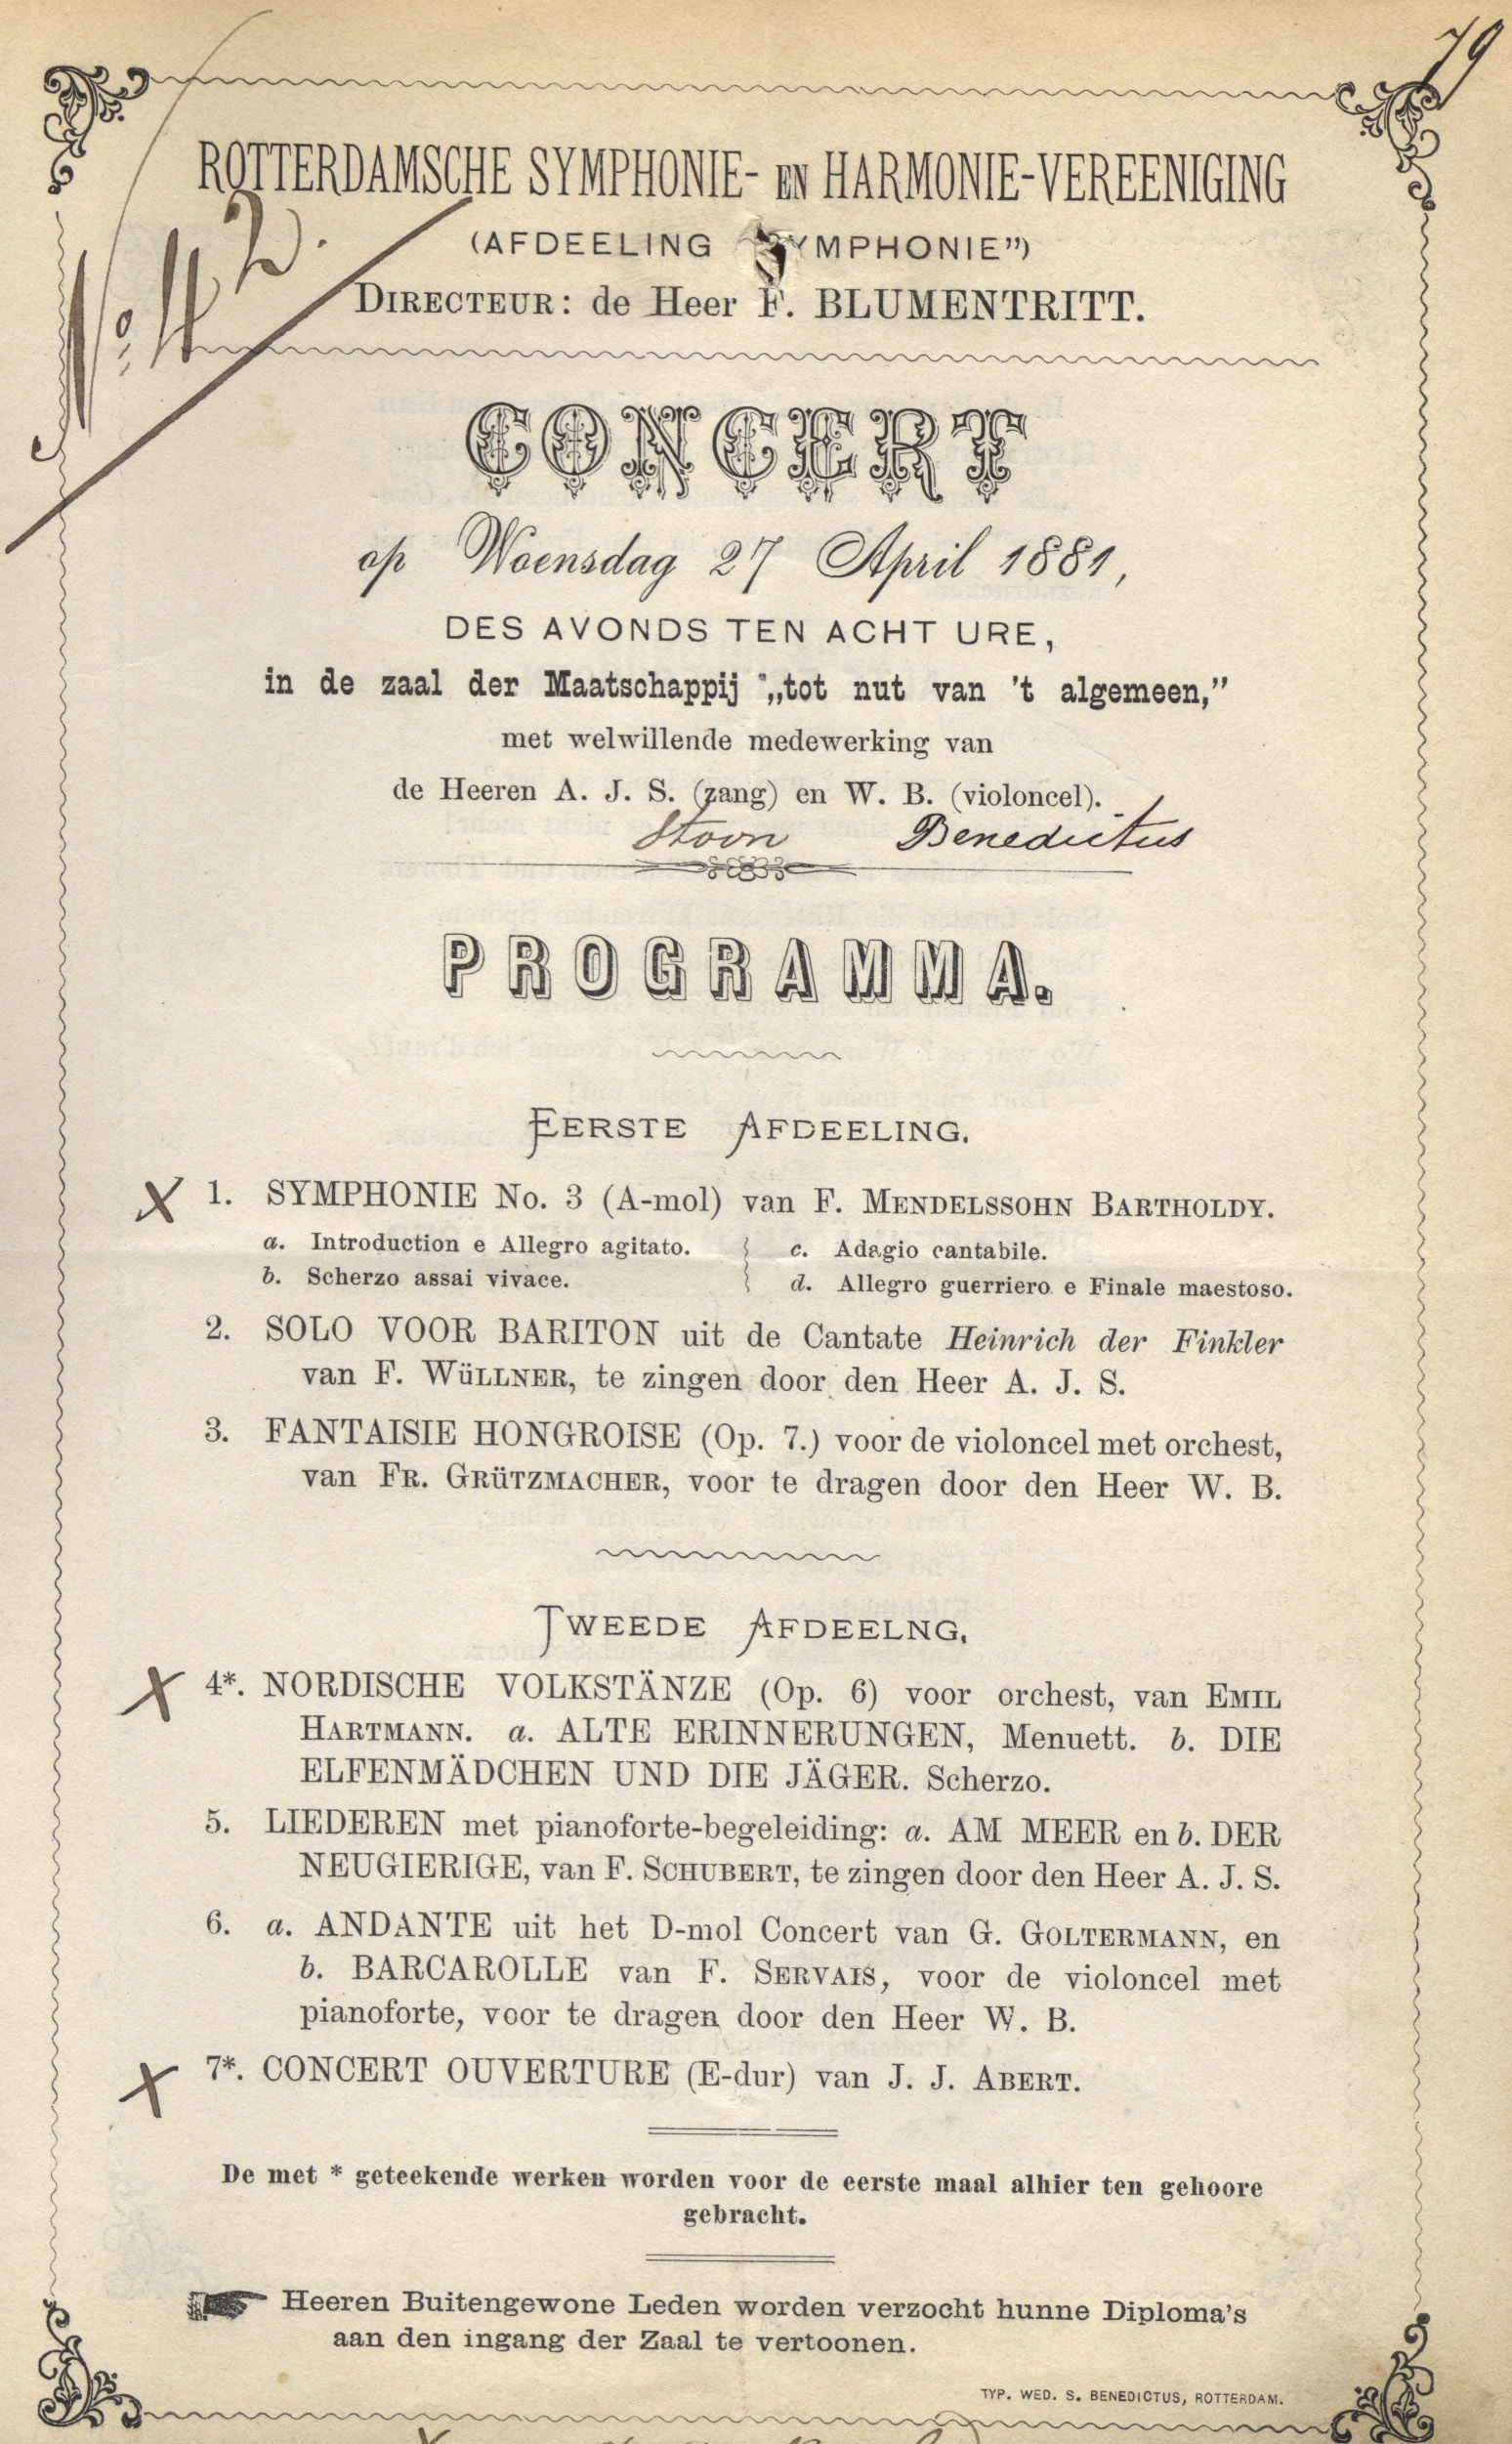 79
ROTTERDAMSCHE SYMPHONIE- EN HARMONIE-VEREENIGING
No. 42.
(AFDEELING „SYMPHONIE”)
DIRECTEUR: de Heer F. BLUMENTRITT.
CONCERT
op Woensdag 27 April 1881,
DES AVONDS TEN ACHT URE,
in de zaal der Maatschappij „tot nut van 't algemeen,”
met welwillende medewerking van
de Heeren A. J. S. (zang) en W. B. (violoncel).
Benedictus
PROGRAMMA.
EERSTE AFDEELING.
X 1. SYMPHONIE No. 3 (A-mol) van F. MENDELSSOHN BARTHOLDY.
a. Introduction e Allegro agitato.
b. Scherzo assai vivace.
c. Adagio cantabile.
d. Allegro guerriero e Finale maestoso.
2. SOLO VOOR BARITON uit de Cantate Heinrich der Finkler
van F. WÜLLNER, te zingen door den Heer A. J. S.
3. FANTAISIE HONGROISE (Op. 7.) voor de violoncel met orchest,
van FR. GRÜTZMACHER, voor te dragen door den Heer W. B.
TWEEDE AFDEELNG.
X 4*. NORDISCHE VOLKSTÄNZE (Op. 6) voor orchest, van EMIL
HARTMANN. a. ALTE ERINNERUNGEN, Menuett. b. DIE
ELFENMÄDCHEN UND DIE JÄGER. Scherzo.
5. LIEDEREN met pianoforte-begeleiding: a. AM MEER en b. DER
NEUGIERIGE, van F. SCHUBERT, te zingen door den Heer A. J. S.
6. a. ANDANTE uit het D-mol Concert van G. GOLTERMANN, en
b. BARCAROLLE van F. SERVAIS, voor de violoncel met
pianoforte, voor te dragen door den Heer W. B.
X 7*. CONCERT OUVERTURE (E-dur) van J. J. ABERT.
De met * geteekende werken worden voor de eerste maal alhier ten gehoore
gebracht.
Heeren Buitengewone Leden worden verzocht hunne Diploma's
aan den ingang der Zaal te vertoonen.
TYP. WED. S. BENEDICTUS, ROTTERDAM.